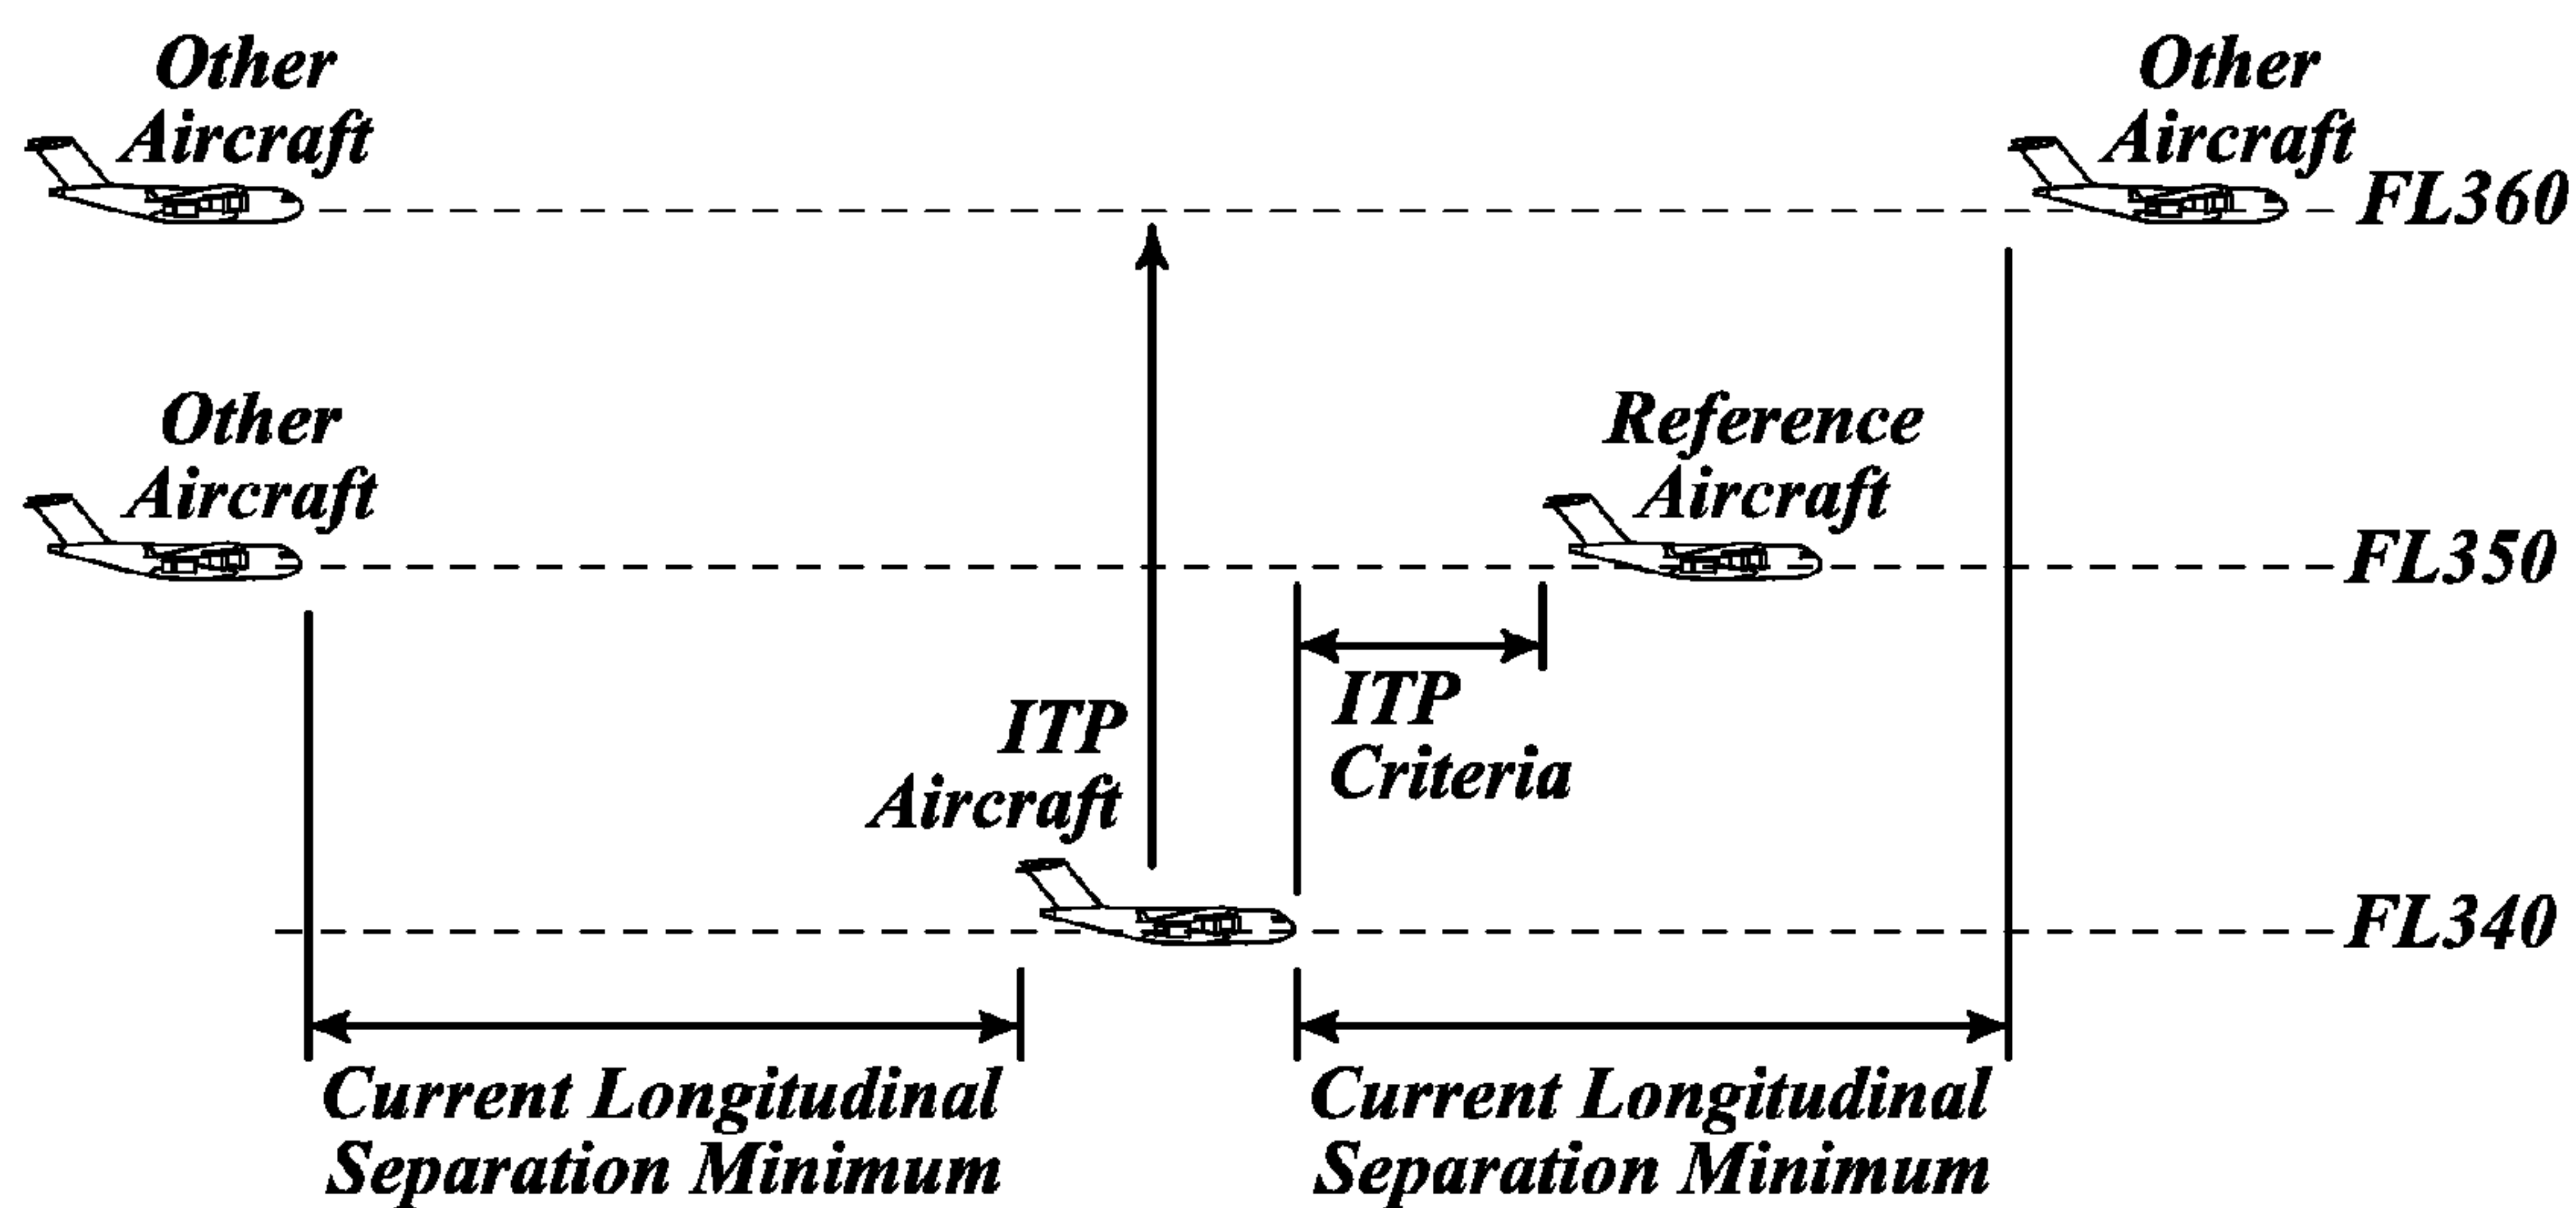 Other
Aircraft
Other
Aircraft
FL360
Other
Aircraft
Reference
Aircraft
FL350
ITP
Criteria
ITP
Aircraft
FL340
Current Longitudinal
Separation Minimum
Current Longitudinal
Separation Minimum